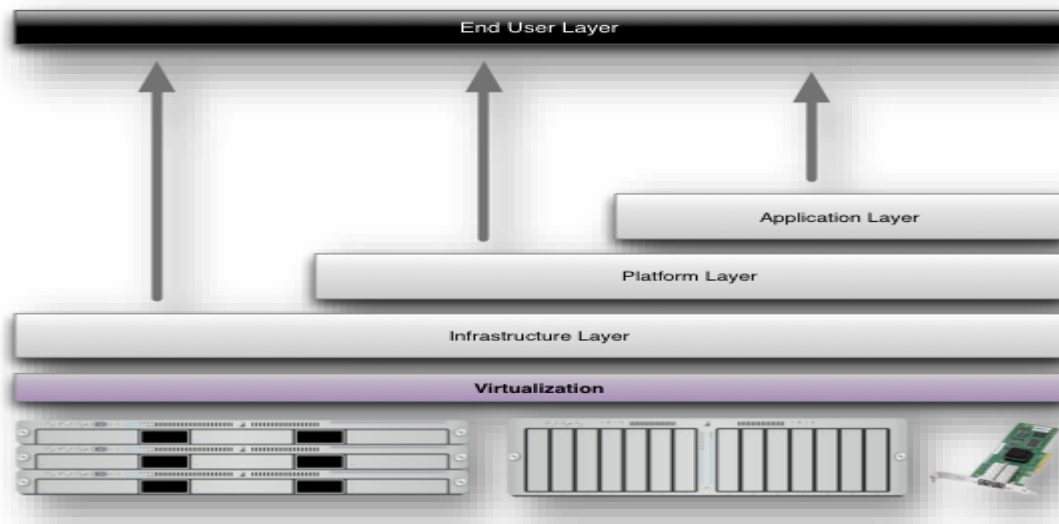 End User Layer
Application Layer
Platform Layer
Infrastructure Layer
Virtualization